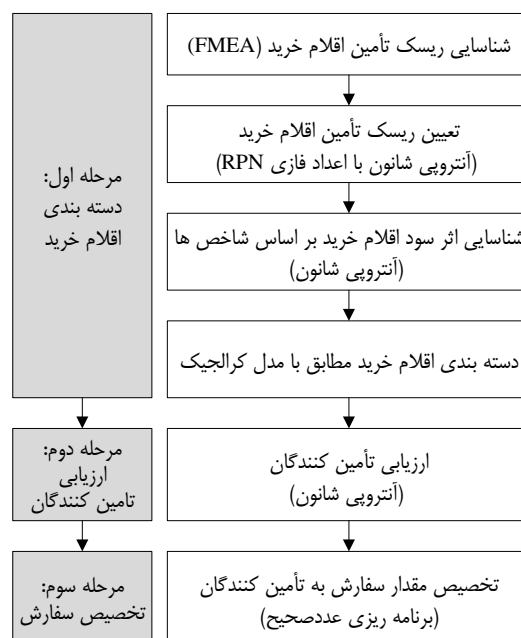 شناسایی ریسک تأمین اقلام خرید (FMEA)
تعیین ریسک تأمین اقلام خرید
(آنتروپی شانون با اعداد فازی RPN)
شناسایی اثر سود اقلام خرید بر اساس شاخص ها
(آنتروپی شانون)
دسته بندی اقلام خرید مطابق با مدل کرالجیک
مرحله اول:
دسته بندی
اقلام خرید
ارزیابی تأمین کنندگان
(آنتروپی شانون)
مرحله دوم:
ارزیابی
تامین کنندگان
تخصیص مقدار سفارش به تأمین کنندگان
(برنامه ریزی عددصحیح)
مرحله سوم:
تخصیص سفارش